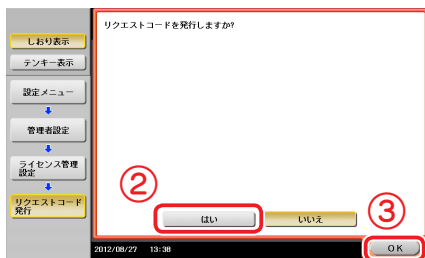 リクエストコードを発行しますか?
しおり表示
テンキー表示
設定メニュー
管理者設定
ライセンス管理
設定
リクエストコード
発行
②
はい
いいえ
③
2012/08/27 13:38
OK